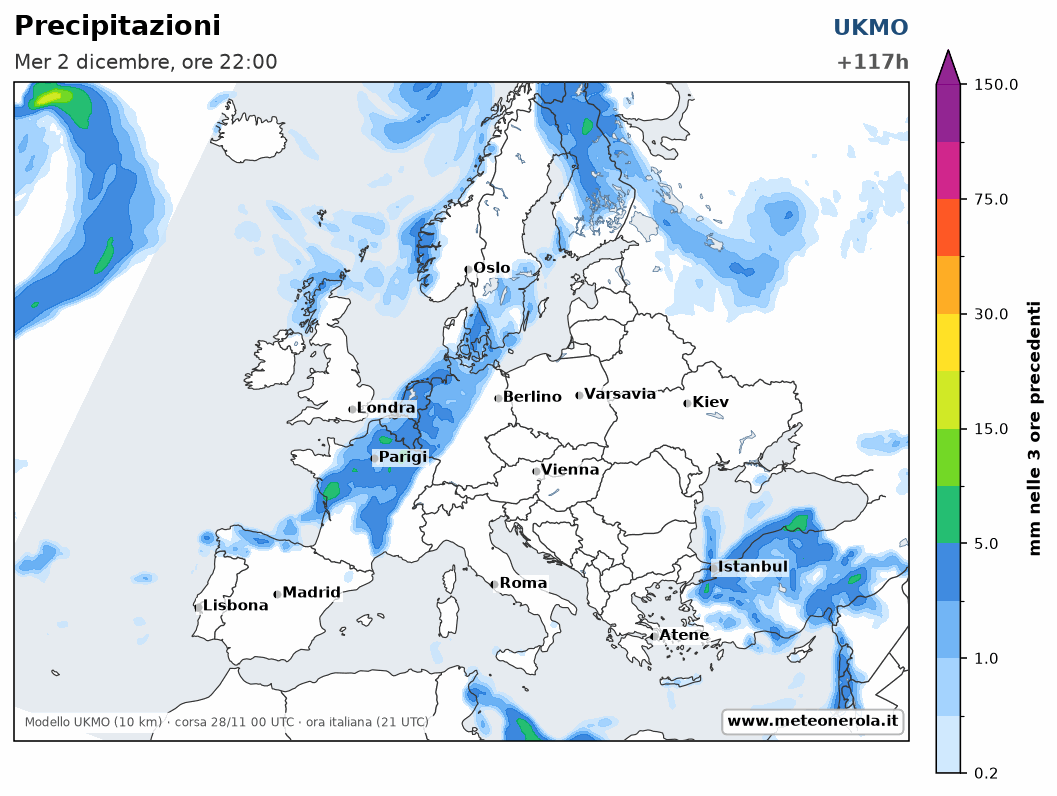 Precipitazioni
UKMO
Mer 2 dicembre, ore 22:00
+117h
150.0
75.0
30.0
15.0
5.0
1.0
0.2
mm nelle 3 ore precedenti
Oslo
Berlino
Varsavia
Kiev
Londra
Parigi
Vienna
Istanbul
Roma
Madrid
Lisbona
Atene
Modello UKMO (10 km) · corsa 28/11 00 UTC · ora italiana (21 UTC)
www.meteonerola.it